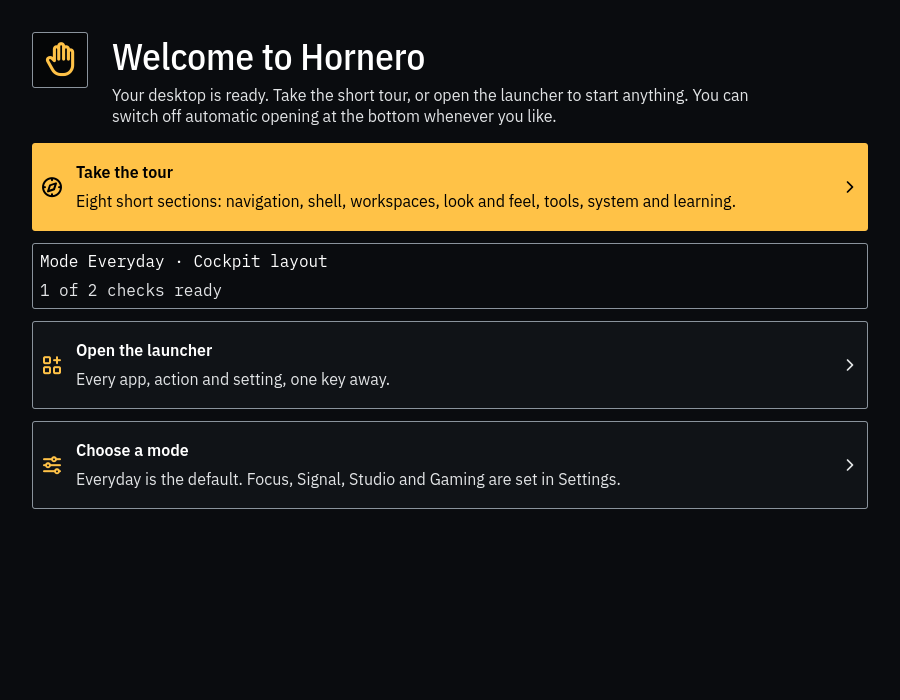 Welcome to Hornero
Your desktop is ready. Take the short tour, or open the launcher to start anything. You can
switch off automatic opening at the bottom whenever you like.
Take the tour
Eight short sections: navigation, shell, workspaces, look and feel, tools, system and learning.
Mode Everyday · Cockpit layout
1 of 2 checks ready
Open the launcher
Every app, action and setting, one key away.
Choose a mode
Everyday is the default. Focus, Signal, Studio and Gaming are set in Settings.